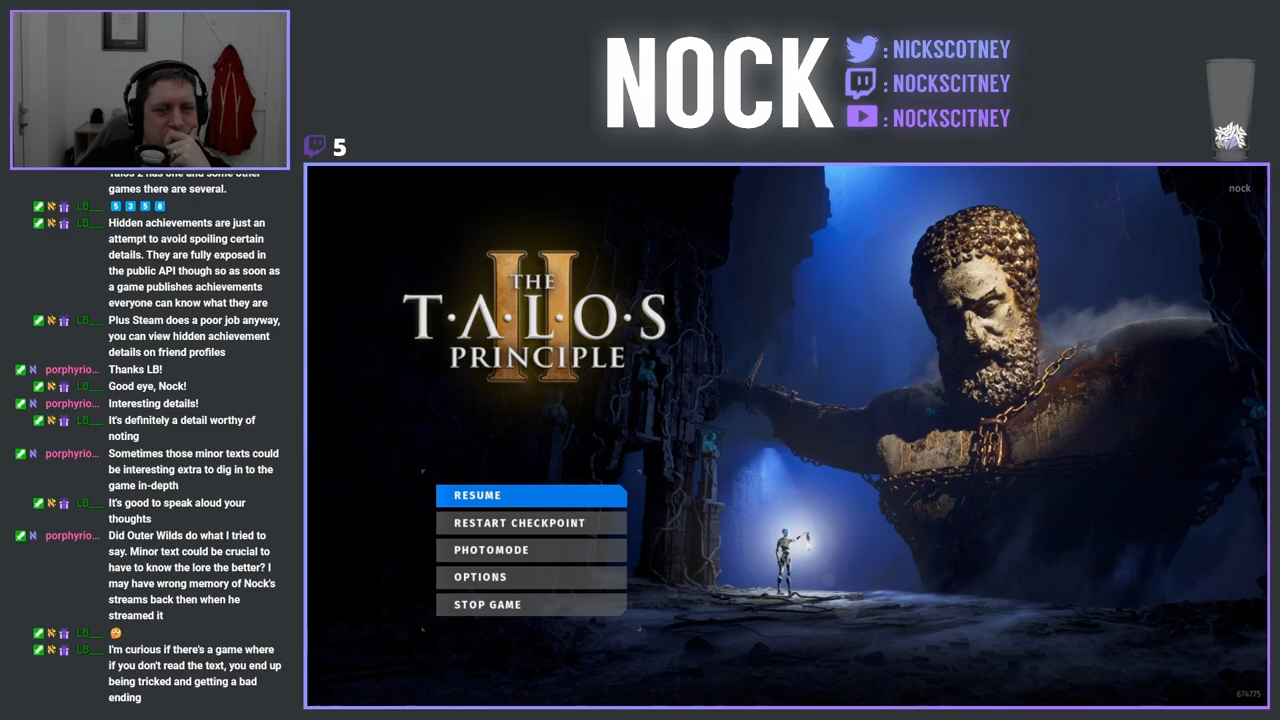 NOCK
: NICKSCOTNEY
: NOCKSCITNEY
: NOCKSCITNEY
5
Talos 2 has one and some other
games there are several.
LB__ 5 3 5 8
LB__ Hidden achievements are just an
attempt to avoid spoiling certain
details. They are fully exposed in
the public API though so as soon as
a game publishes achievements
everyone can know what they are
LB__ Plus Steam does a poor job anyway,
you can view hidden achievement
details on friend profiles
porphyrio... Thanks LB!
LB__ Good eye, Nock!
porphyrio... Interesting details!
LB__ It's definitely a detail worthy of
noting
porphyrio... Sometimes those minor texts could
be interesting extra to dig in to the
game in-depth
LB__ It's good to speak aloud your
thoughts
porphyrio... Did Outer Wilds do what I tried to
say. Minor text could be crucial to
have to know the lore the better? I
may have wrong memory of Nock's
streams back then when he
streamed it
LB__ 🤔
LB__ I'm curious if there's a game where
if you don't read the text, you end up
being tricked and getting a bad
ending
nock
II
THE
T·A·L·O·S
PRINCIPLE
RESUME
RESTART CHECKPOINT
PHOTOMODE
OPTIONS
STOP GAME
674775